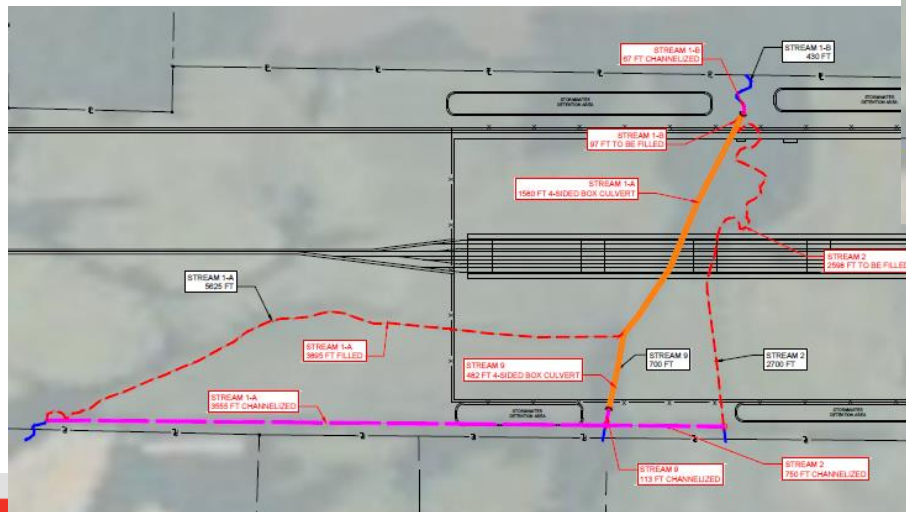 STREAM 1-B
67 FT CHANNELIZED
STREAM 1-B
430 FT
STORMWATER
DETENTION AREA
STORMWATER
DETENTION AREA
STREAM 1-B
97 FT TO BE FILLED
STREAM 1-A
1580 FT 4-SIDED BOX CULVERT
STREAM 2
2598 FT TO BE FILLED
STREAM 1-A
5625 FT
STREAM 1-A
3895 FT FILLED
STREAM 9
482 FT 4-SIDED BOX CULVERT
STREAM 9
700 FT
STREAM 2
2700 FT
STREAM 1-A
3555 FT CHANNELIZED
STORMWATER
DETENTION AREA
STORMWATER
DETENTION AREA
STREAM 9
113 FT CHANNELIZED
STREAM 2
750 FT CHANNELIZED